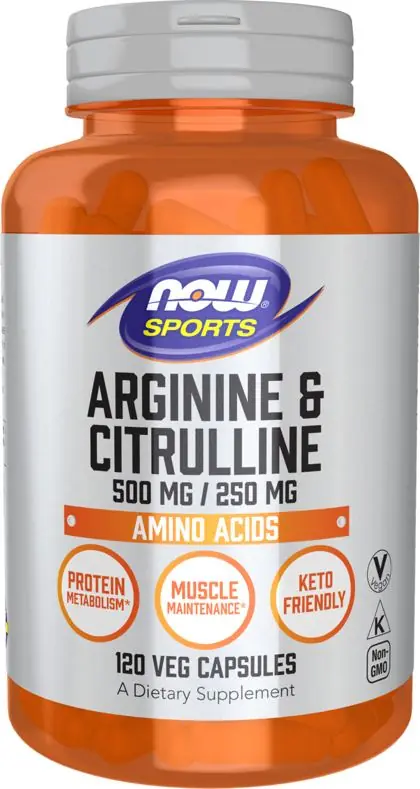 NOW®
SPORTS
ARGININE &
CITRULLINE
500 MG / 250 MG
AMINO ACIDS
PROTEIN
METABOLISM*
MUSCLE
MAINTENANCE*
KETO
FRIENDLY
V
Vegan
K
Non-
GMO
120 VEG CAPSULES
A Dietary Supplement